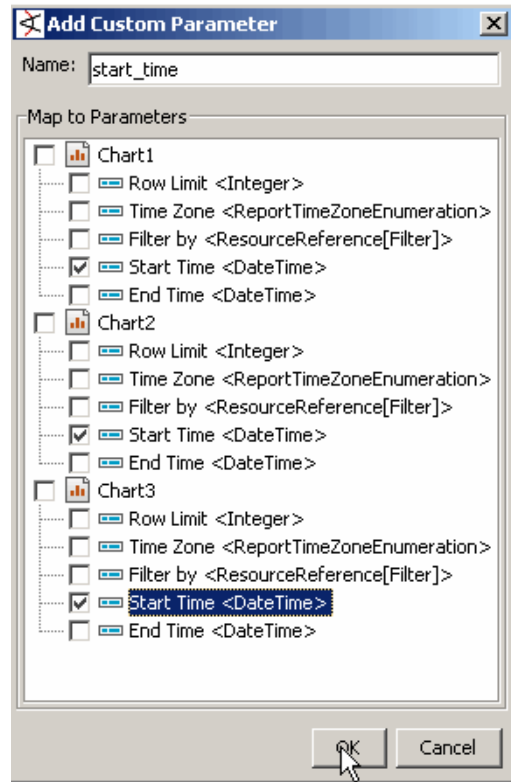 Add Custom Parameter
Name: start_time
Map to Parameters
Chart1
Row Limit <Integer>
Time Zone <ReportTimeZoneEnumeration>
Filter by <ResourceReference[Filter]>
Start Time <DateTime>
End Time <DateTime>
Chart2
Row Limit <Integer>
Time Zone <ReportTimeZoneEnumeration>
Filter by <ResourceReference[Filter]>
Start Time <DateTime>
End Time <DateTime>
Chart3
Row Limit <Integer>
Time Zone <ReportTimeZoneEnumeration>
Filter by <ResourceReference[Filter]>
Start Time <DateTime>
End Time <DateTime>
OK Cancel